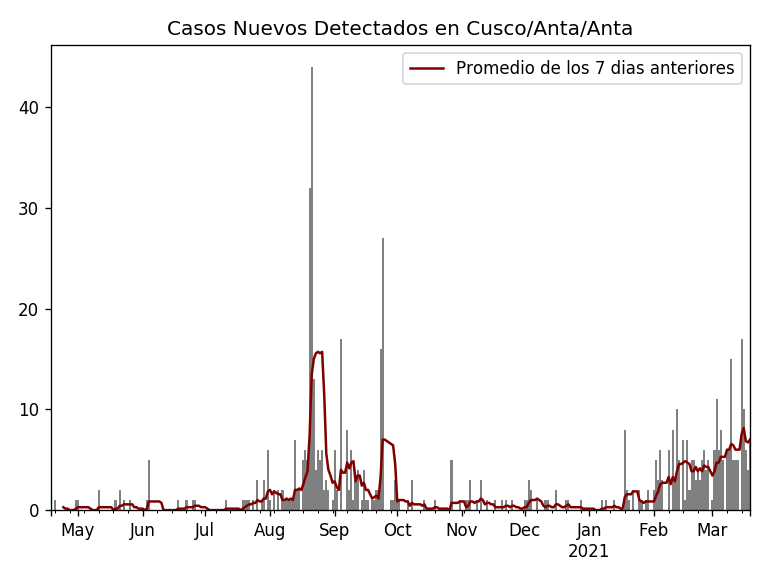 Casos Nuevos Detectados en Cusco/Anta/Anta
Promedio de los 7 dias anteriores
40
30
20
10
0
May Jun Jul Aug Sep Oct Nov Dec Jan Feb Mar
2021